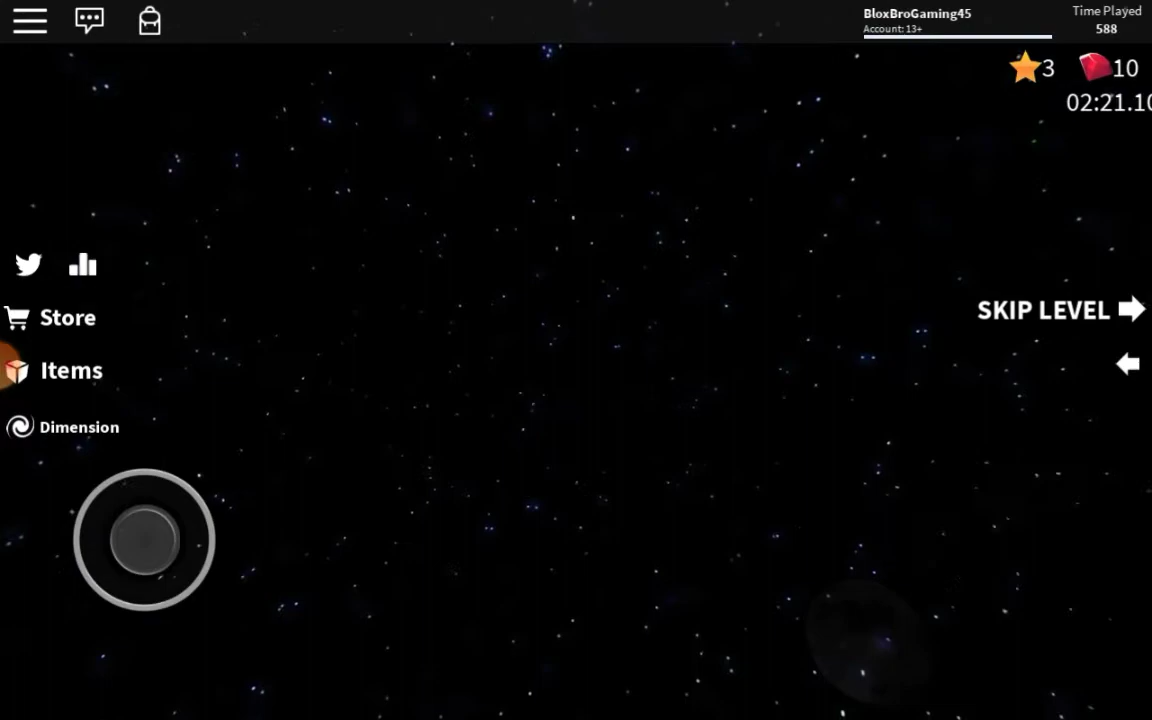 BloxBroGaming45
Account: 13+
Time Played
588
3
10
02:21.10
Store
SKIP LEVEL
Items
Dimension